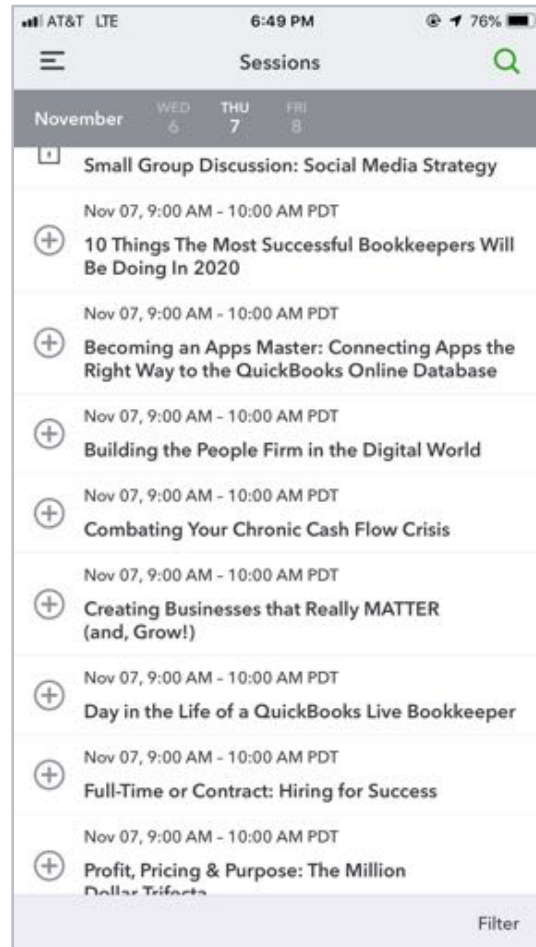 AT&T LTE 6:49 PM 76%
Sessions
November WED 6 THU 7 FRI 8
Small Group Discussion: Social Media Strategy
Nov 07, 9:00 AM – 10:00 AM PDT
10 Things The Most Successful Bookkeepers Will
Be Doing In 2020
Nov 07, 9:00 AM – 10:00 AM PDT
Becoming an Apps Master: Connecting Apps the
Right Way to the QuickBooks Online Database
Nov 07, 9:00 AM – 10:00 AM PDT
Building the People Firm in the Digital World
Nov 07, 9:00 AM – 10:00 AM PDT
Combating Your Chronic Cash Flow Crisis
Nov 07, 9:00 AM – 10:00 AM PDT
Creating Businesses that Really MATTER
(and, Grow!)
Nov 07, 9:00 AM – 10:00 AM PDT
Day in the Life of a QuickBooks Live Bookkeeper
Nov 07, 9:00 AM – 10:00 AM PDT
Full-Time or Contract: Hiring for Success
Nov 07, 9:00 AM – 10:00 AM PDT
Profit, Pricing & Purpose: The Million
Dollar Trifecta
Filter